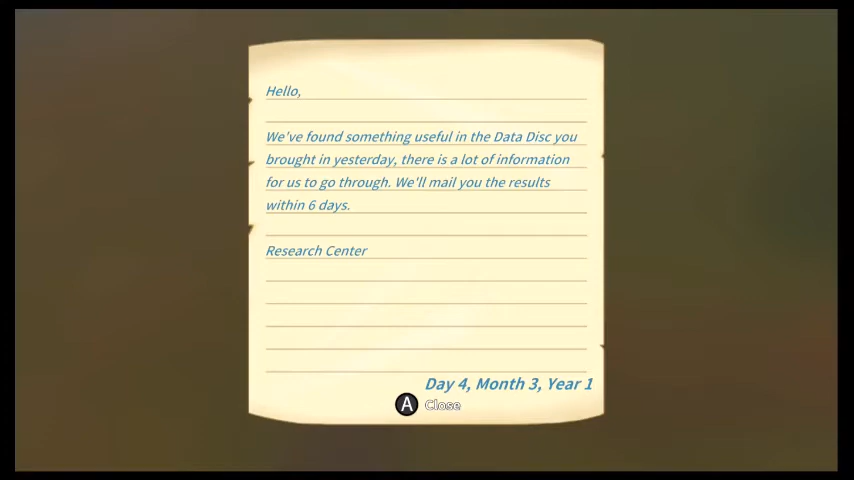 Hello,
We've found something useful in the Data Disc you
brought in yesterday, there is a lot of information
for us to go through. We'll mail you the results
within 6 days.
Research Center
Day 4, Month 3, Year 1
A Close